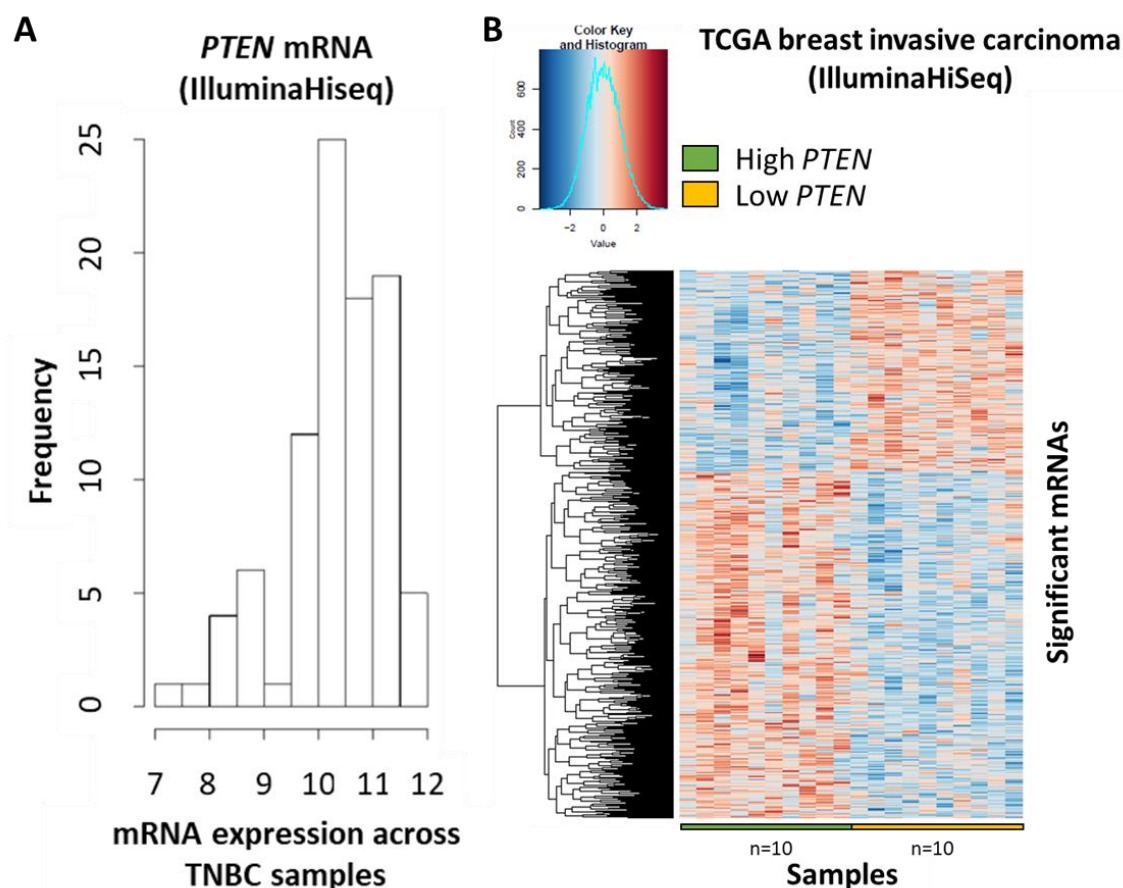 A
PTEN mRNA
(IlluminaHiseq)
25
20
15
10
5
0
Frequency
7 8 9 10 11 12
mRNA expression across
TNBC samples
B
Color Key
and Histogram
600
400
200
0
Count
-2 0 2
Value
TCGA breast invasive carcinoma
(IlluminaHiSeq)
High PTEN
Low PTEN
Significant mRNAs
n=10 n=10
Samples